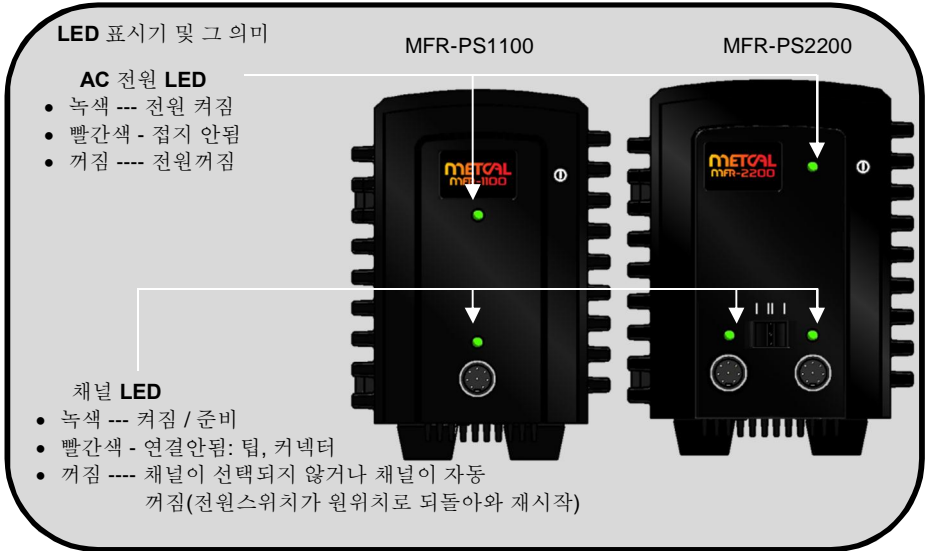 LED 표시기 및 그 의미
MFR-PS1100
MFR-PS2200
AC 전원 LED
• 녹색 --- 전원 켜짐
• 빨간색 - 접지 안됨
• 꺼짐 ---- 전원꺼짐
METCAL
MFR-1100
METCAL
MFR-2200
I II I
채널 LED
• 녹색 --- 켜짐 / 준비
• 빨간색 - 연결안됨: 팁, 커넥터
• 꺼짐 ---- 채널이 선택되지 않거나 채널이 자동
꺼짐(전원스위치가 원위치로 되돌아와 재시작)